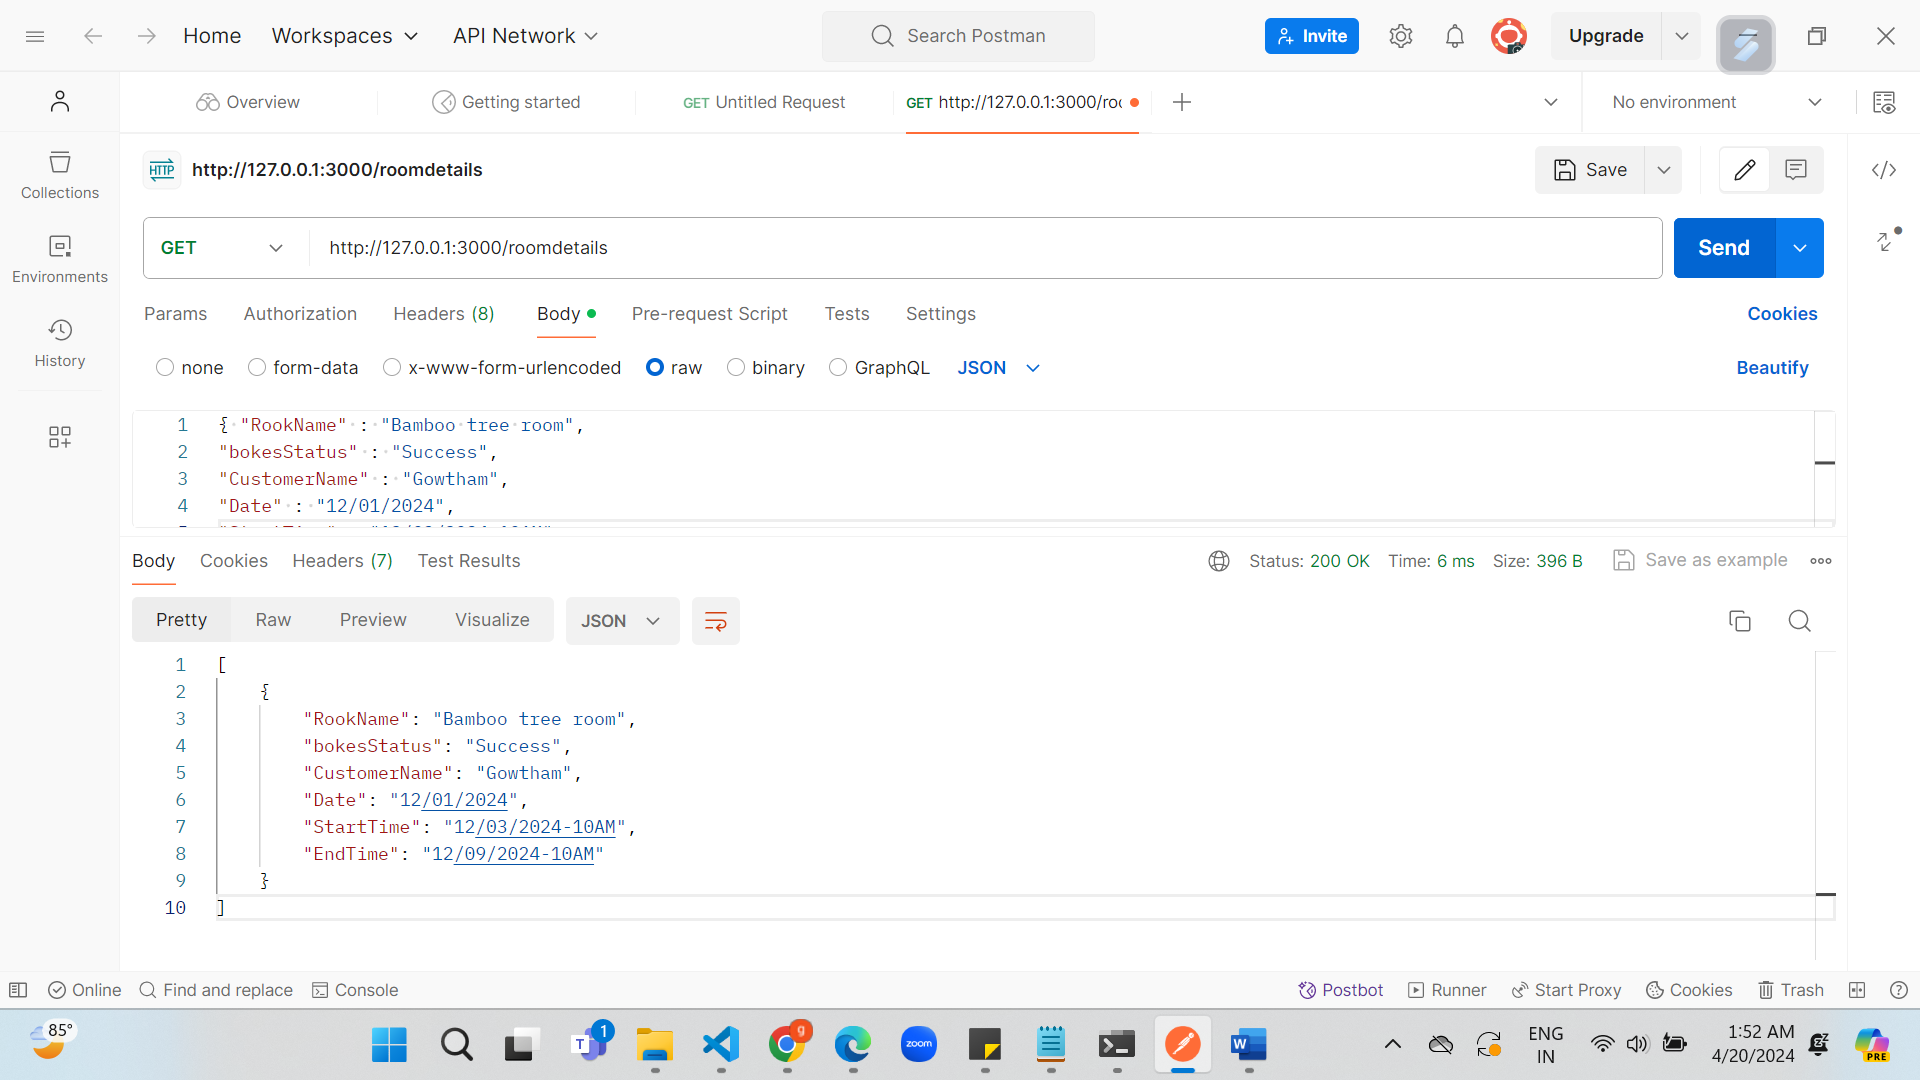 Home Workspaces API Network Search Postman Invite Upgrade
Overview Getting started GET Untitled Request GET http://127.0.0.1:3000/roo No environment
HTTP http://127.0.0.1:3000/roomdetails Save
Collections
Environments
History
GET http://127.0.0.1:3000/roomdetails Send
Params Authorization Headers (8) Body Pre-request Script Tests Settings Cookies
none form-data x-www-form-urlencoded raw binary GraphQL JSON Beautify
1 { "RookName" : "Bamboo tree room",
2 "bokesStatus" : "Success",
3 "CustomerName" : "Gowtham",
4 "Date" : "12/01/2024",
Body Cookies Headers (7) Test Results Status: 200 OK Time: 6 ms Size: 396 B Save as example
Pretty Raw Preview Visualize JSON
1 [
2 {
3 "RookName": "Bamboo tree room",
4 "bokesStatus": "Success",
5 "CustomerName": "Gowtham",
6 "Date": "12/01/2024",
7 "StartTime": "12/03/2024-10AM",
8 "EndTime": "12/09/2024-10AM"
9 }
10 ]
Online Find and replace Console Postbot Runner Start Proxy Cookies Trash
85° T 1 g zoom W ENG 1:52 AM
IN 4/20/2024 PRE